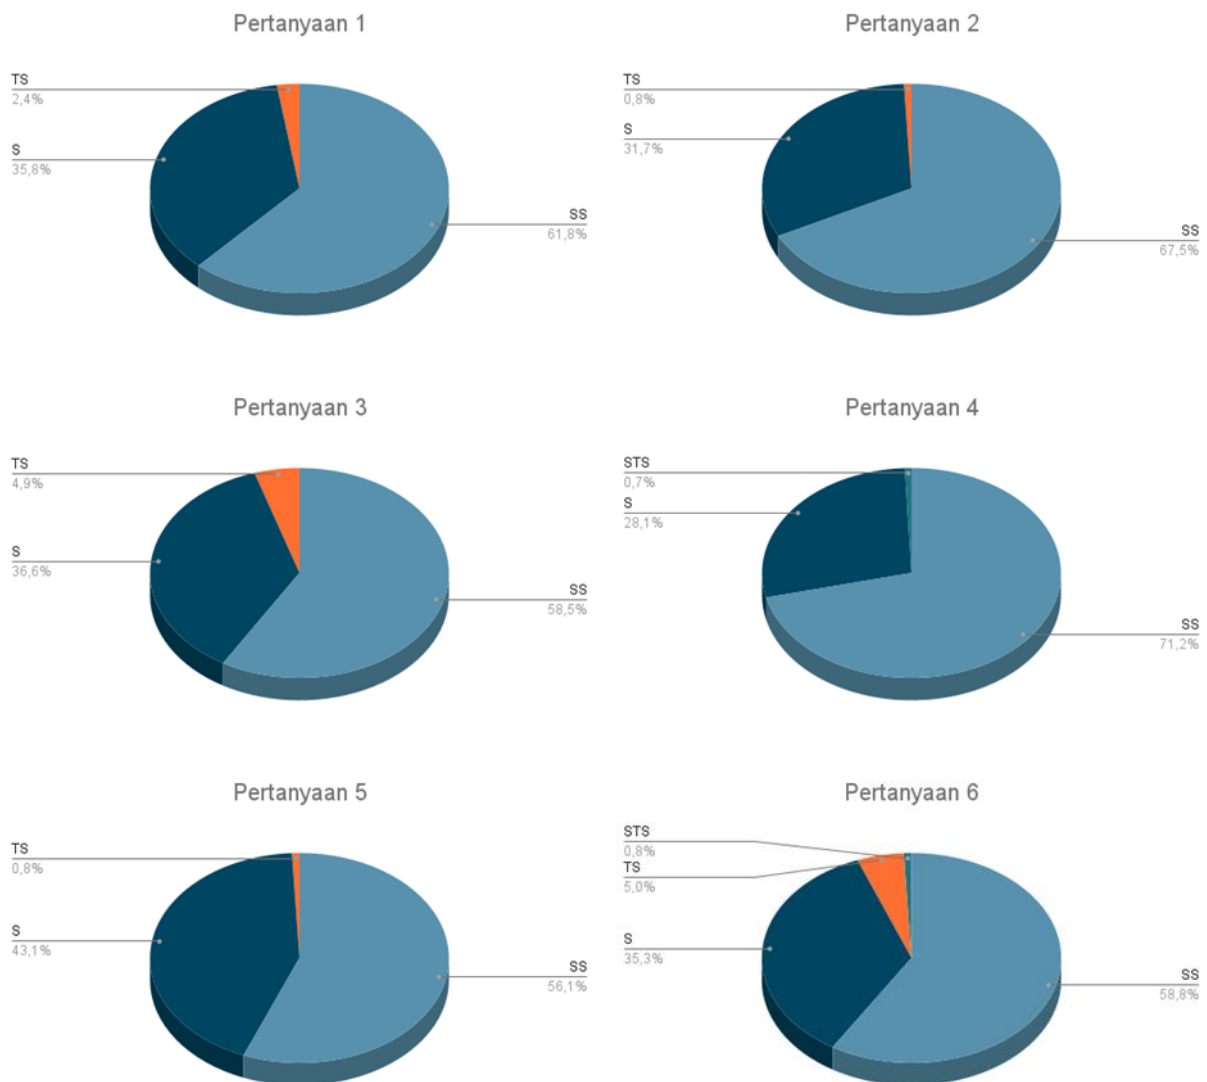 Pertanyaan 1
TS
2,4%
S
35,8%
SS
61,8%
Pertanyaan 2
TS
0,8%
S
31,7%
SS
67,5%
Pertanyaan 3
TS
4,9%
S
36,6%
SS
58,5%
Pertanyaan 4
STS
0,7%
S
28,1%
SS
71,2%
Pertanyaan 5
TS
0,8%
S
43,1%
SS
56,1%
Pertanyaan 6
STS
0,8%
TS
5,0%
S
35,3%
SS
58,8%